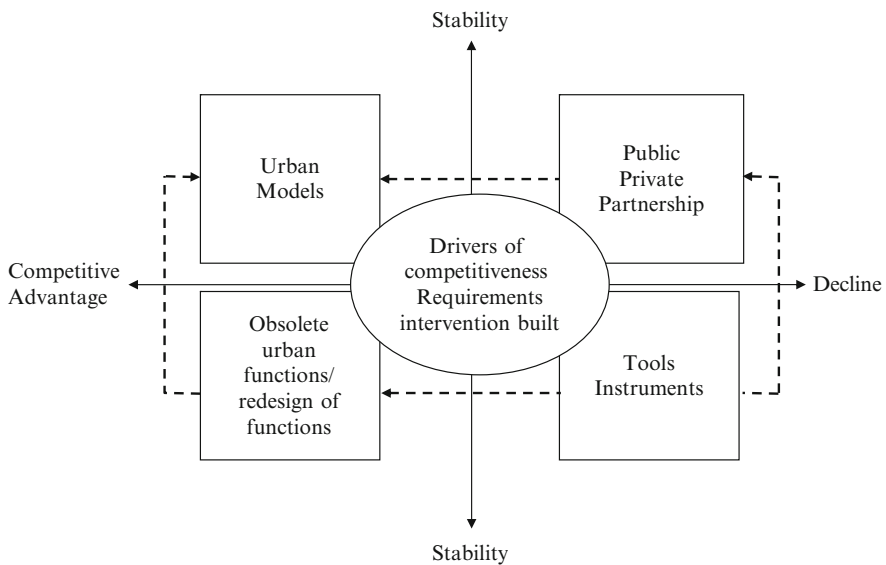 Stability
Urban
Models
Public
Private
Partnership
Competitive
Advantage
Drivers of
competitiveness
Requirements
intervention built
Decline
Obsolete
urban
functions/
redesign of
functions
Tools
Instruments
Stability